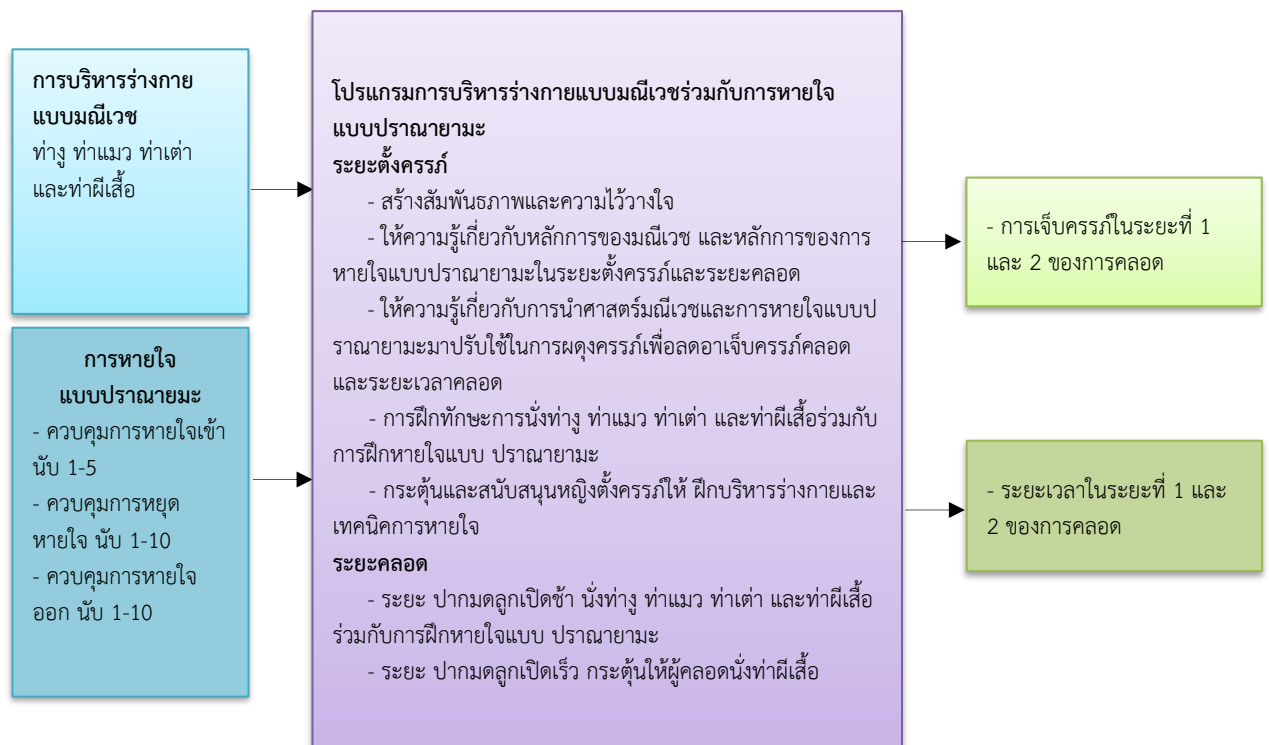 การบริหารร่างกาย
แบบมณีเวช
ท่างู ท่าแมว ท่าเต่า
และท่าผีเสื้อ
การหายใจ
แบบปราณายมะ
- ควบคุมการหายใจเข้า
นับ 1-5
- ควบคุมการหยุด
หายใจ นับ 1-10
- ควบคุมการหายใจ
ออก นับ 1-10
โปรแกรมการบริหารร่างกายแบบมณีเวชร่วมกับการหายใจ
แบบปราณายามะ
ระยะตั้งครรภ์
- สร้างสัมพันธภาพและความไว้วางใจ
- ให้ความรู้เกี่ยวกับหลักการของมณีเวช และหลักการของการ
หายใจแบบปราณายามะในระยะตั้งครรภ์และระยะคลอด
- ให้ความรู้เกี่ยวกับการนำศาสตร์มณีเวชและการหายใจแบบป
ราณายามะมาปรับใช้ในการผดุงครรภ์เพื่อลดอาเจ็บครรภ์คลอด
และระยะเวลาคลอด
- การฝึกทักษะการนั่งท่างู ท่าแมว ท่าเต่า และท่าผีเสื้อร่วมกับ
การฝึกหายใจแบบ ปราณายามะ
- กระตุ้นและสนับสนุนหญิงตั้งครรภ์ให้ ฝึกบริหารร่างกายและ
เทคนิคการหายใจ
ระยะคลอด
- ระยะ ปากมดลูกเปิดช้า นั่งท่างู ท่าแมว ท่าเต่า และท่าผีเสื้อ
ร่วมกับการฝึกหายใจแบบ ปราณายามะ
- ระยะ ปากมดลูกเปิดเร็ว กระตุ้นให้ผู้คลอดนั่งท่าผีเสื้อ
- การเจ็บครรภ์ในระยะที่ 1
และ 2 ของการคลอด
- ระยะเวลาในระยะที่ 1 และ
2 ของการคลอด